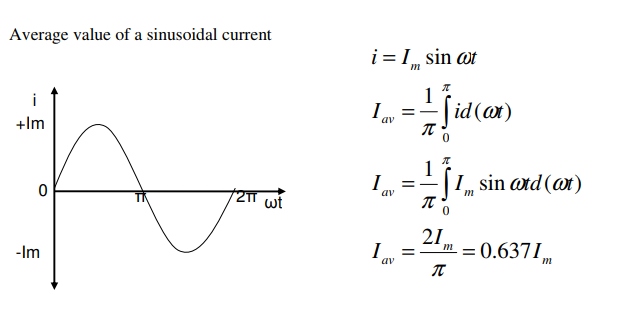 Average value of a sinusoidal current
i
+Im
0
-Im
π
2π
ωt
i = I_m sin ωt
I_av = 1/π ∫_0^π i d(ωt)
I_av = 1/π ∫_0^π I_m sin ωt d(ωt)
I_av = 2I_m/π = 0.637I_m